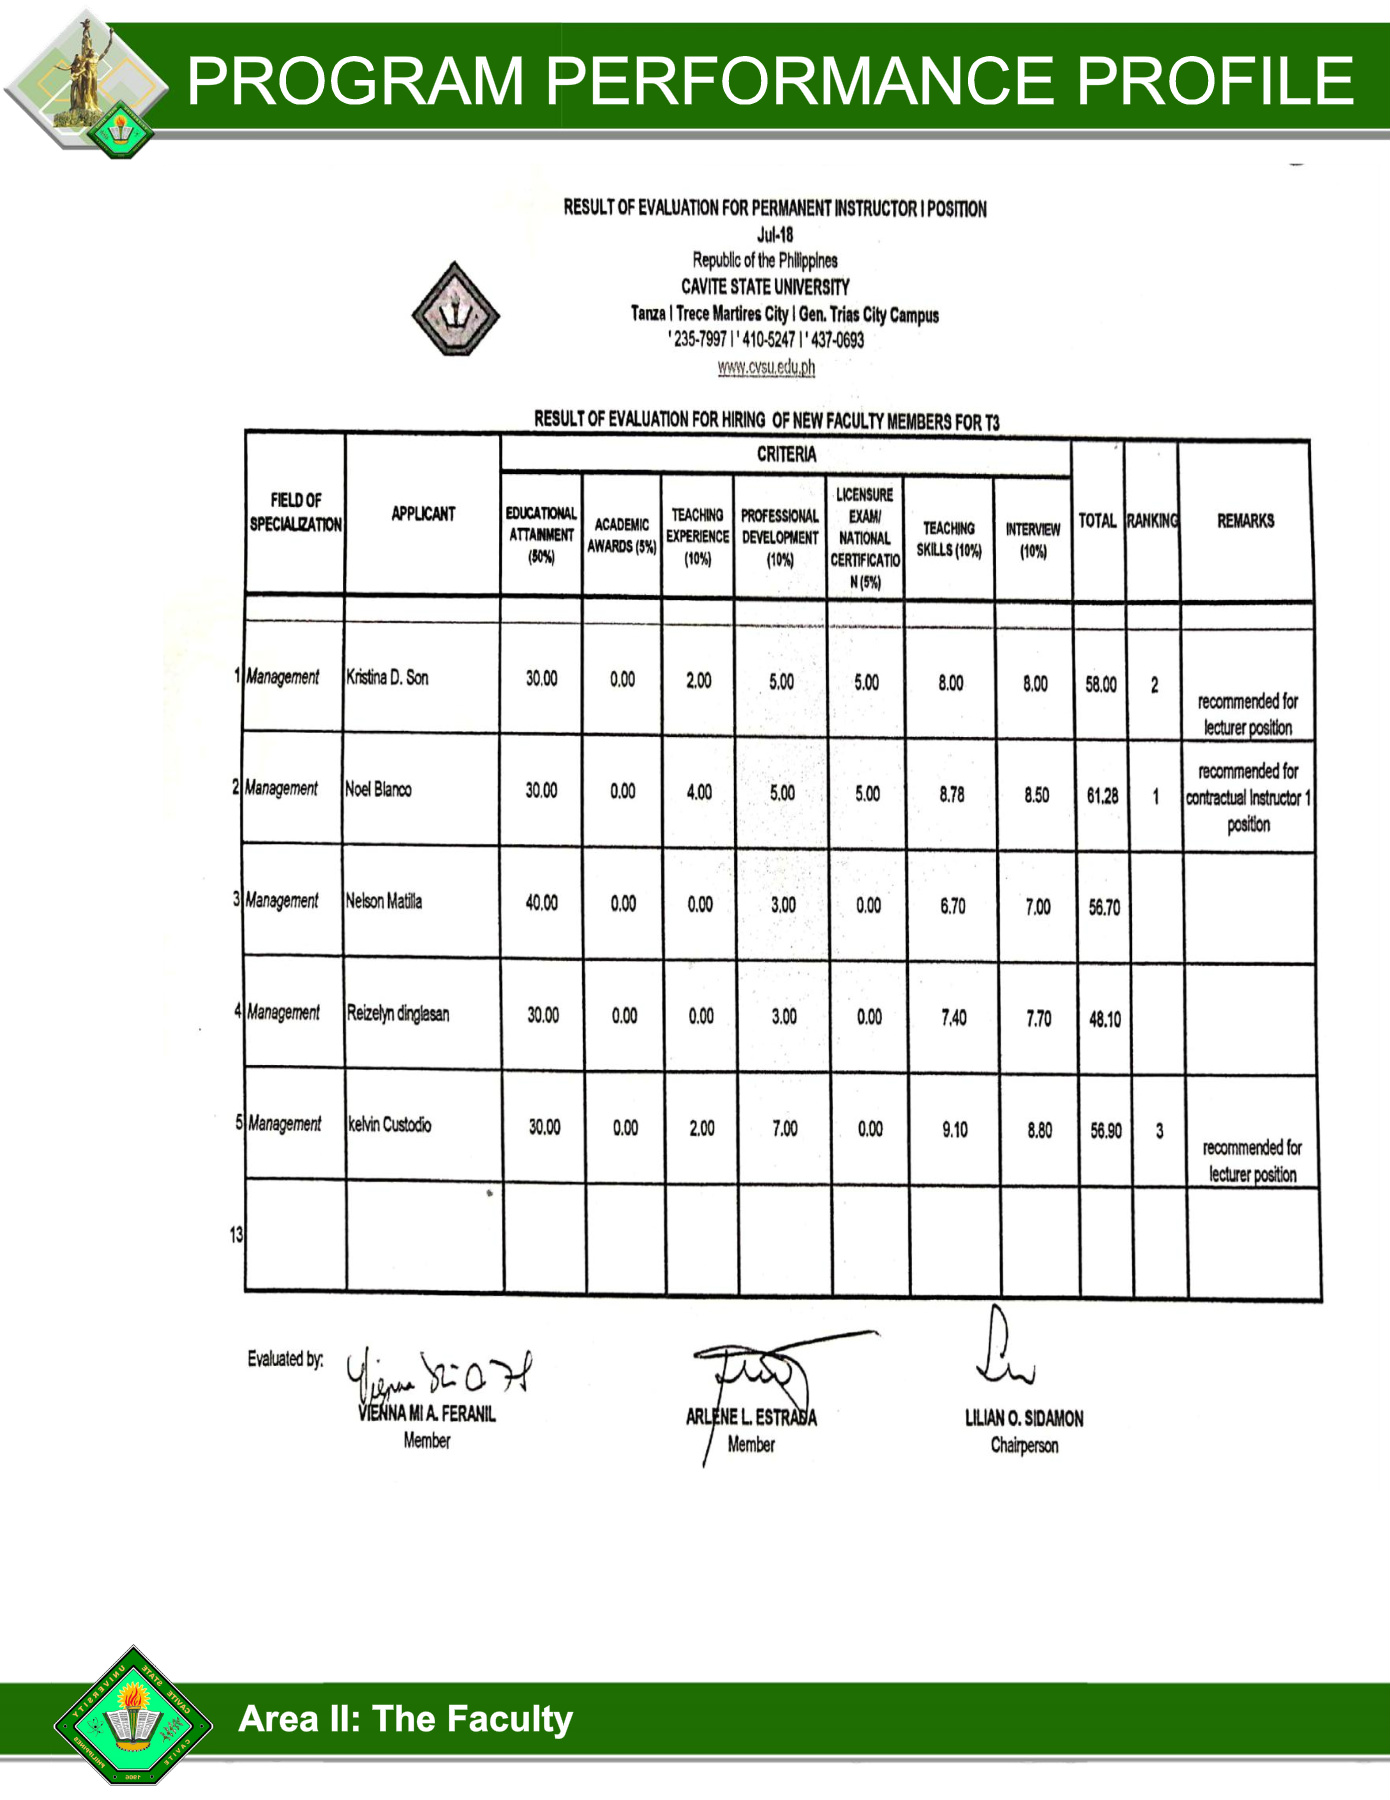 PROGRAM PERFORMANCE PROFILE
RESULT OF EVALUATION FOR PERMANENT INSTRUCTOR I POSITION
Jul-18
Republic of the Philippines
CAVITE STATE UNIVERSITY
Tanza | Trece Martires City | Gen. Trias City Campus
' 235-7997 | ' 410-5247 | ' 437-0693
www.cvsu.edu.ph
RESULT OF EVALUATION FOR HIRING OF NEW FACULTY MEMBERS FOR T3
FIELD OF SPECIALIZATION APPLICANT CRITERIA TOTAL RANKING REMARKS
EDUCATIONAL ATTAINMENT (50%) ACADEMIC AWARDS (5%) TEACHING EXPERIENCE (10%) PROFESSIONAL DEVELOPMENT (10%) LICENSURE EXAM/ NATIONAL CERTIFICATIO N (5%) TEACHING SKILLS (10%) INTERVIEW (10%)
1 Management Kristina D. Son 30.00 0.00 2.00 5.00 5.00 8.00 8.00 58.00 2 recommended for lecturer position
2 Management Noel Blanco 30.00 0.00 4.00 5.00 5.00 8.78 8.50 61.28 1 recommended for contractual Instructor 1 position
3 Management Nelson Matilla 40.00 0.00 0.00 3.00 0.00 6.70 7.00 56.70
4 Management Reizelyn dinglasan 30.00 0.00 0.00 3.00 0.00 7.40 7.70 48.10
5 Management kelvin Custodio 30.00 0.00 2.00 7.00 0.00 9.10 8.80 56.90 3 recommended for lecturer position
13
Evaluated by:
VIENNA MI A. FERANIL ARLENE L. ESTRADA LILIAN O. SIDAMON
Member Member Chairperson
CAVITE STATE UNIVERSITY
CAVITE PHILIPPINES
1906
Area II: The Faculty